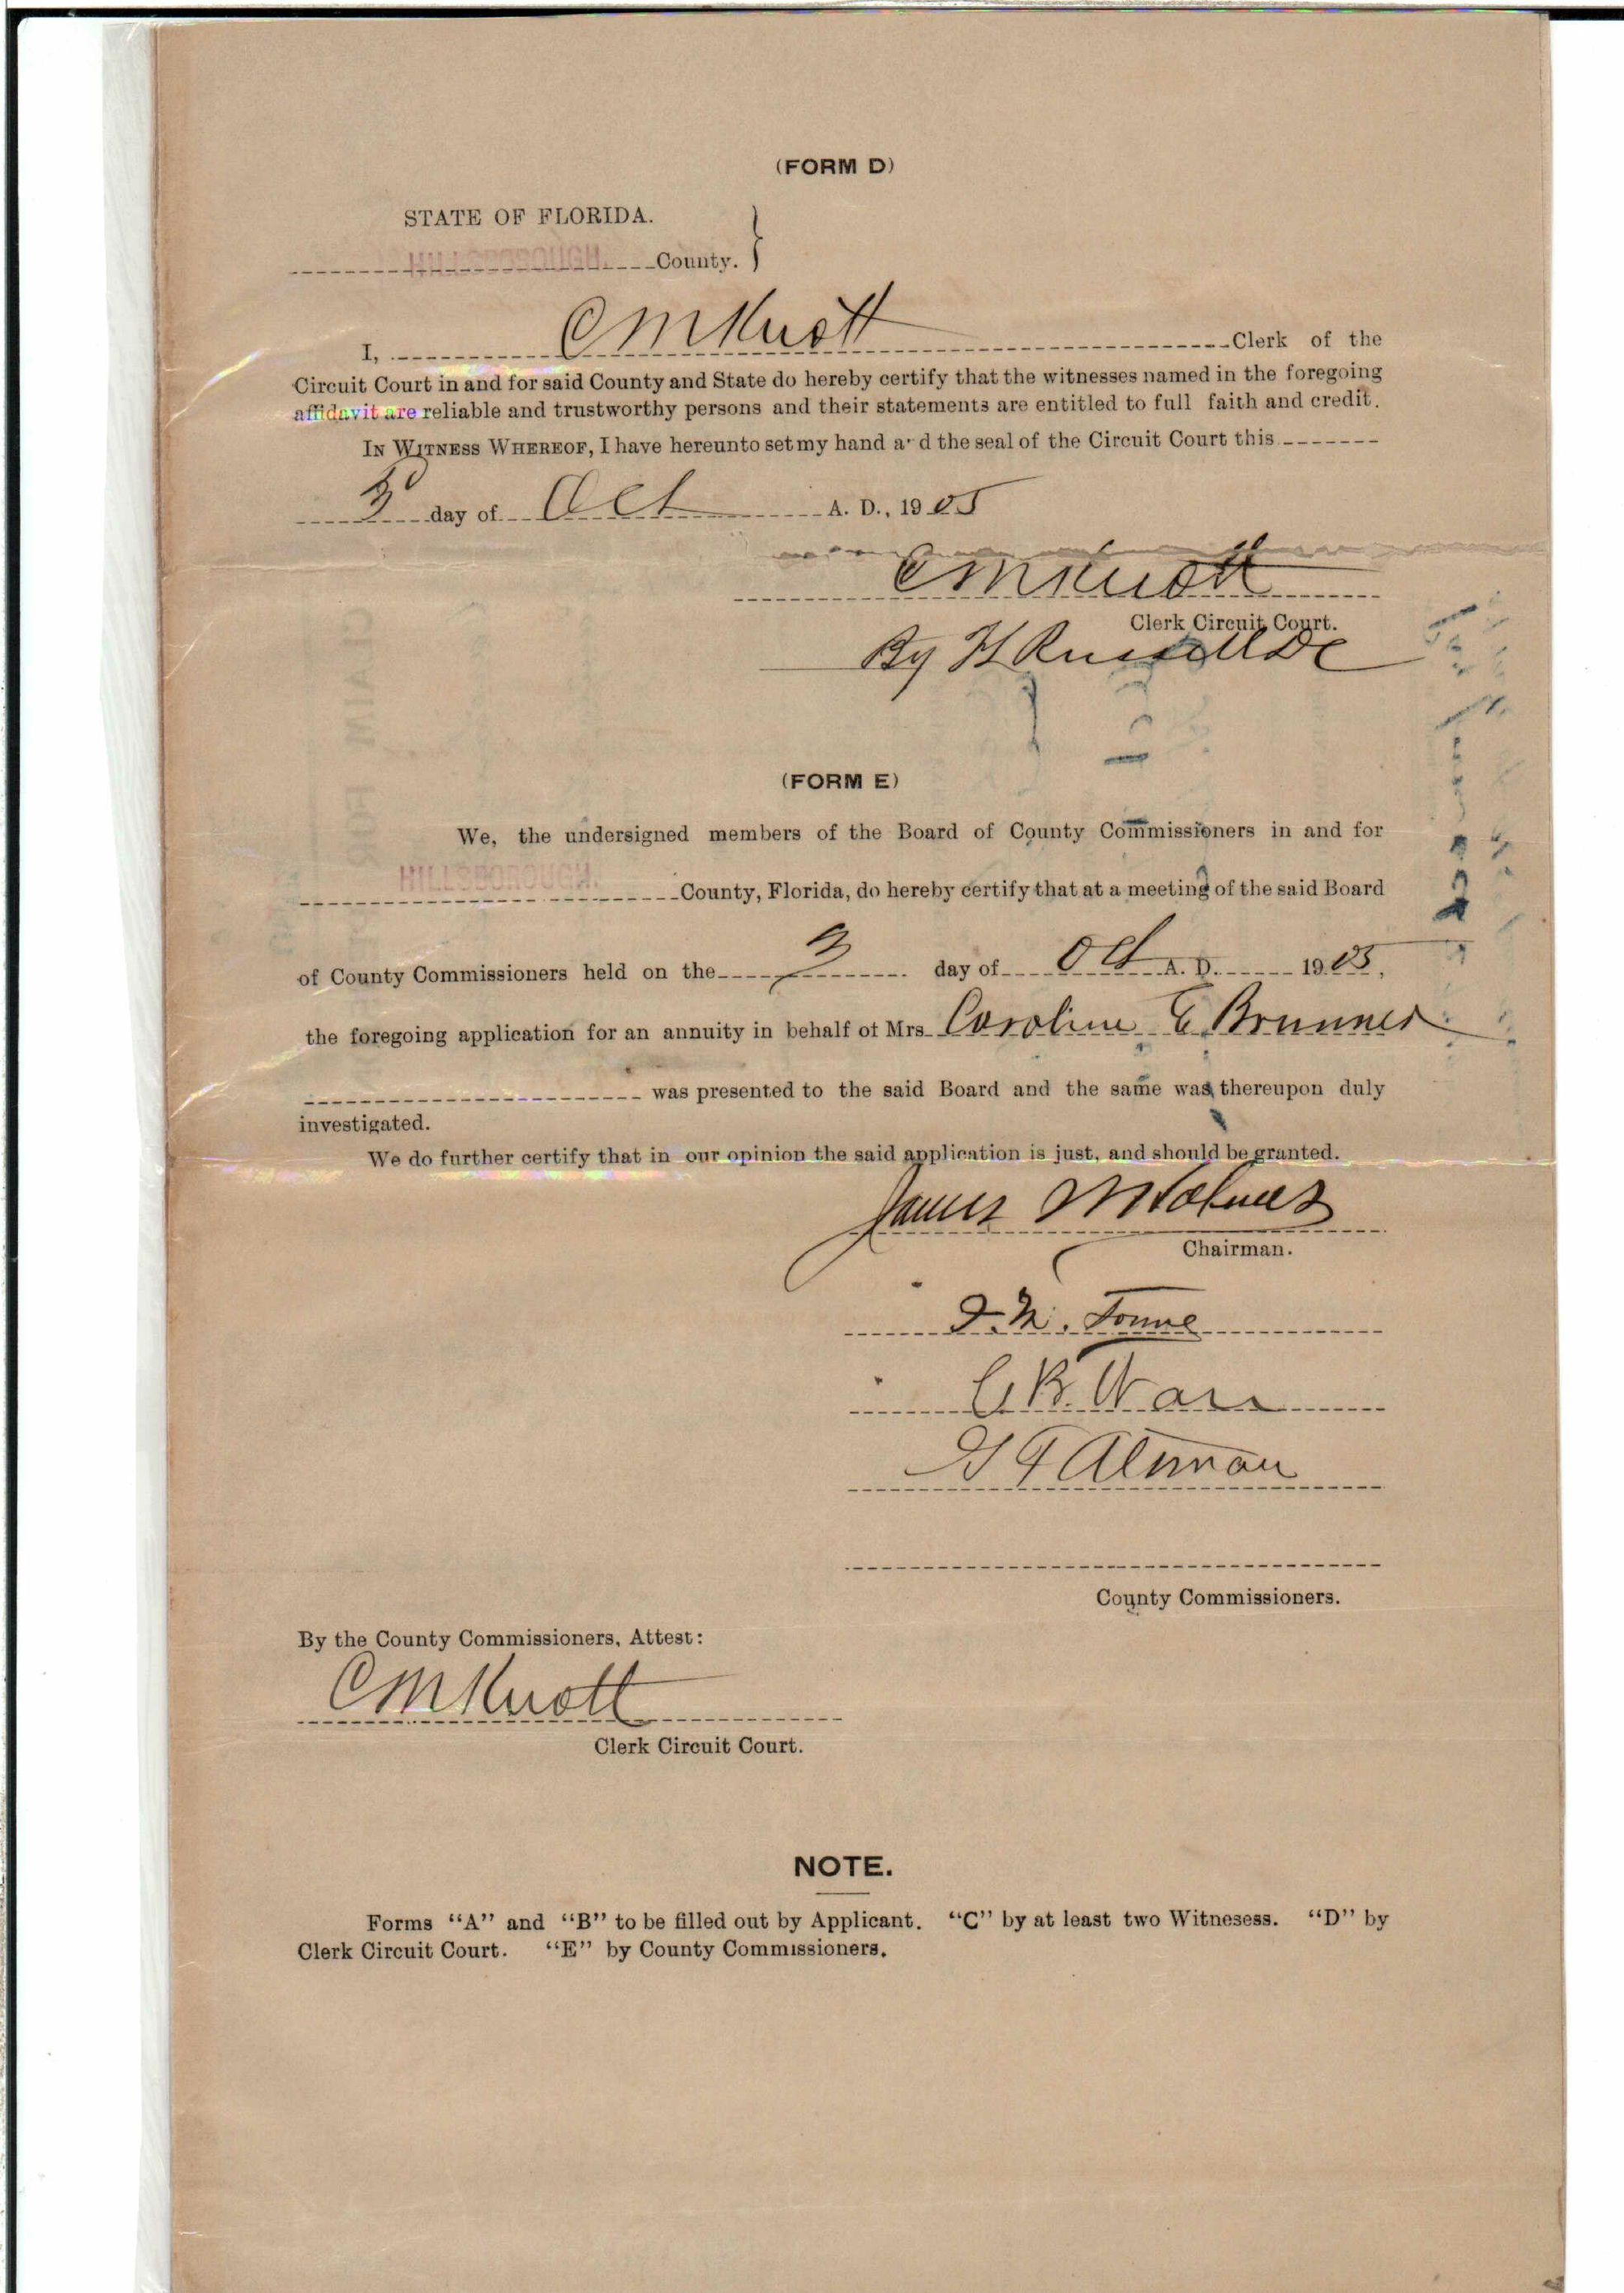 (FORM D)
STATE OF FLORIDA.
HILLSBOROUGH. County.
I, C M Knott Clerk of the
Circuit Court in and for said County and State do hereby certify that the witnesses named in the foregoing
affidavit are reliable and trustworthy persons and their statements are entitled to full faith and credit.
IN WITNESS WHEREOF, I have hereunto set my hand a d the seal of the Circuit Court this
3 day of Oct A. D., 1905
C M Knott
Clerk Circuit Court.
By H Russell DC
(FORM E)
We, the undersigned members of the Board of County Commissioners in and for
HILLSBOROUGH. County, Florida, do hereby certify that at a meeting of the said Board
of County Commissioners held on the 3 day of Oct A. D. 1905,
the foregoing application for an annuity in behalf of Mrs Caroline E Brunner
was presented to the said Board and the same was thereupon duly
investigated.
We do further certify that in our opinion the said application is just, and should be granted.
James
Chairman.
C B. Warr
Altman
County Commissioners.
By the County Commissioners, Attest:
C M Knott
Clerk Circuit Court.
NOTE.
Forms "A" and "B" to be filled out by Applicant. "C" by at least two Witnesess. "D" by
Clerk Circuit Court. "E" by County Commissioners.